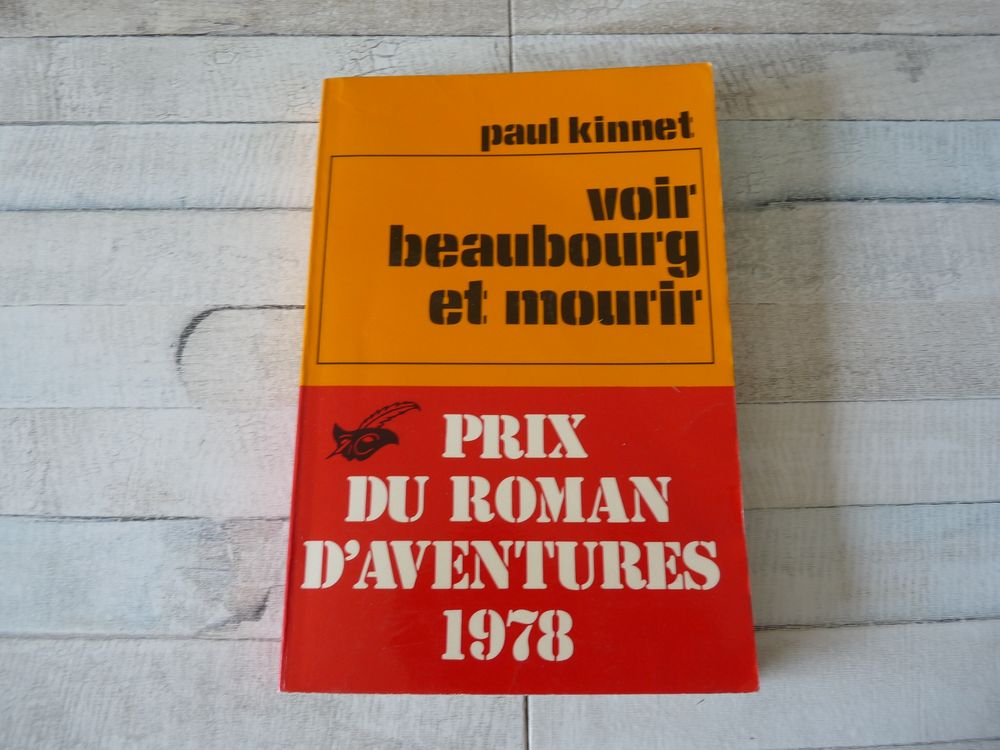 paul kinnet
voir
beaubourg
et mourir
PRIX
DU ROMAN
D'AVENTURES
1978